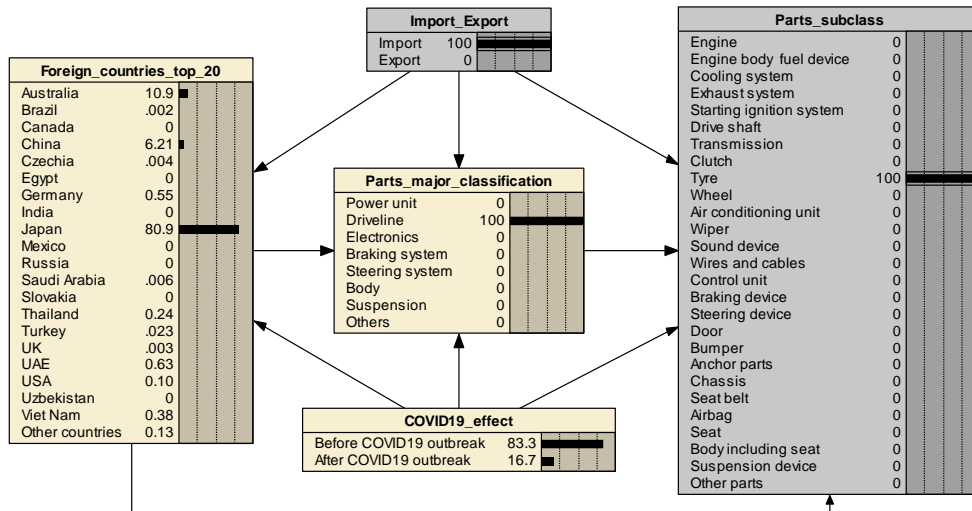 Import_Export
Import 100
Export 0
Foreign_countries_top_20
Australia 10.9
Brazil .002
Canada 0
China 6.21
Czechia .004
Egypt 0
Germany 0.55
India 0
Japan 80.9
Mexico 0
Russia 0
Saudi Arabia .006
Slovakia 0
Thailand 0.24
Turkey .023
UK .003
UAE 0.63
USA 0.10
Uzbekistan 0
Viet Nam 0.38
Other countries 0.13
Parts_major_classification
Power unit 0
Driveline 100
Electronics 0
Braking system 0
Steering system 0
Body 0
Suspension 0
Others 0
COVID19_effect
Before COVID19 outbreak 83.3
After COVID19 outbreak 16.7
Parts_subclass
Engine 0
Engine body fuel device 0
Cooling system 0
Exhaust system 0
Starting ignition system 0
Drive shaft 0
Transmission 0
Clutch 0
Tyre 100
Wheel 0
Air conditioning unit 0
Wiper 0
Sound device 0
Wires and cables 0
Control unit 0
Braking device 0
Steering device 0
Door 0
Bumper 0
Anchor parts 0
Chassis 0
Seat belt 0
Airbag 0
Seat 0
Body including seat 0
Suspension device 0
Other parts 0